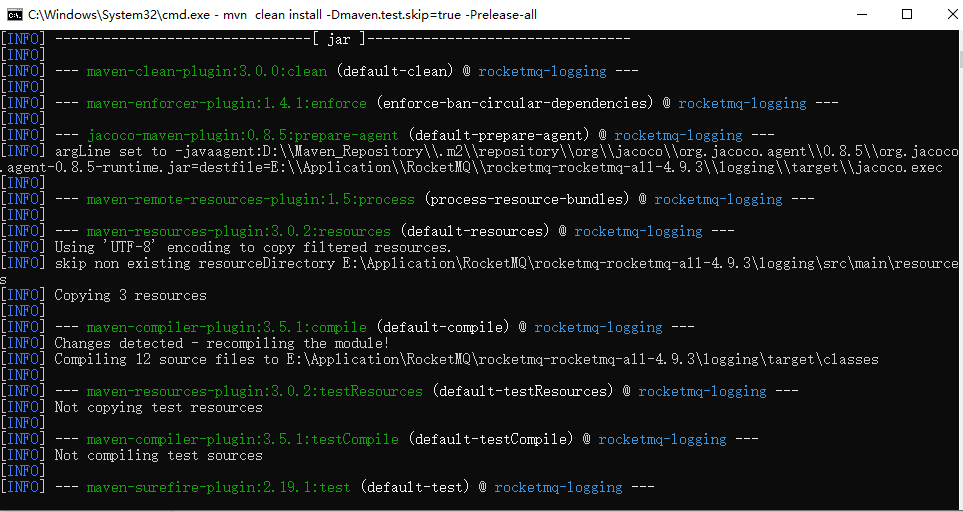 C:\Windows\System32\cmd.exe - mvn  clean install -Dmaven.test.skip=true -Prelease-all
[INFO] --------------------------------[ jar ]---------------------------------
[INFO]
[INFO] --- maven-clean-plugin:3.0.0:clean (default-clean) @ rocketmq-logging ---
[INFO]
[INFO] --- maven-enforcer-plugin:1.4.1:enforce (enforce-ban-circular-dependencies) @ rocketmq-logging ---
[INFO]
[INFO] --- jacoco-maven-plugin:0.8.5:prepare-agent (default-prepare-agent) @ rocketmq-logging ---
[INFO] argLine set to -javaagent:D:\\Maven_Repository\\.m2\\repository\\org\\jacoco\\org.jacoco.agent\\0.8.5\\org.jacoco
.agent-0.8.5-runtime.jar=destfile=E:\\Application\\RocketMQ\\rocketmq-rocketmq-all-4.9.3\\logging\\target\\jacoco.exec
[INFO]
[INFO] --- maven-remote-resources-plugin:1.5:process (process-resource-bundles) @ rocketmq-logging ---
[INFO]
[INFO] --- maven-resources-plugin:3.0.2:resources (default-resources) @ rocketmq-logging ---
[INFO] Using 'UTF-8' encoding to copy filtered resources.
[INFO] skip non existing resourceDirectory E:\Application\RocketMQ\rocketmq-rocketmq-all-4.9.3\logging\src\main\resource
s
[INFO] Copying 3 resources
[INFO]
[INFO] --- maven-compiler-plugin:3.5.1:compile (default-compile) @ rocketmq-logging ---
[INFO] Changes detected - recompiling the module!
[INFO] Compiling 12 source files to E:\Application\RocketMQ\rocketmq-rocketmq-all-4.9.3\logging\target\classes
[INFO]
[INFO] --- maven-resources-plugin:3.0.2:testResources (default-testResources) @ rocketmq-logging ---
[INFO] Not copying test resources
[INFO]
[INFO] --- maven-compiler-plugin:3.5.1:testCompile (default-testCompile) @ rocketmq-logging ---
[INFO] Not compiling test sources
[INFO]
[INFO] --- maven-surefire-plugin:2.19.1:test (default-test) @ rocketmq-logging ---